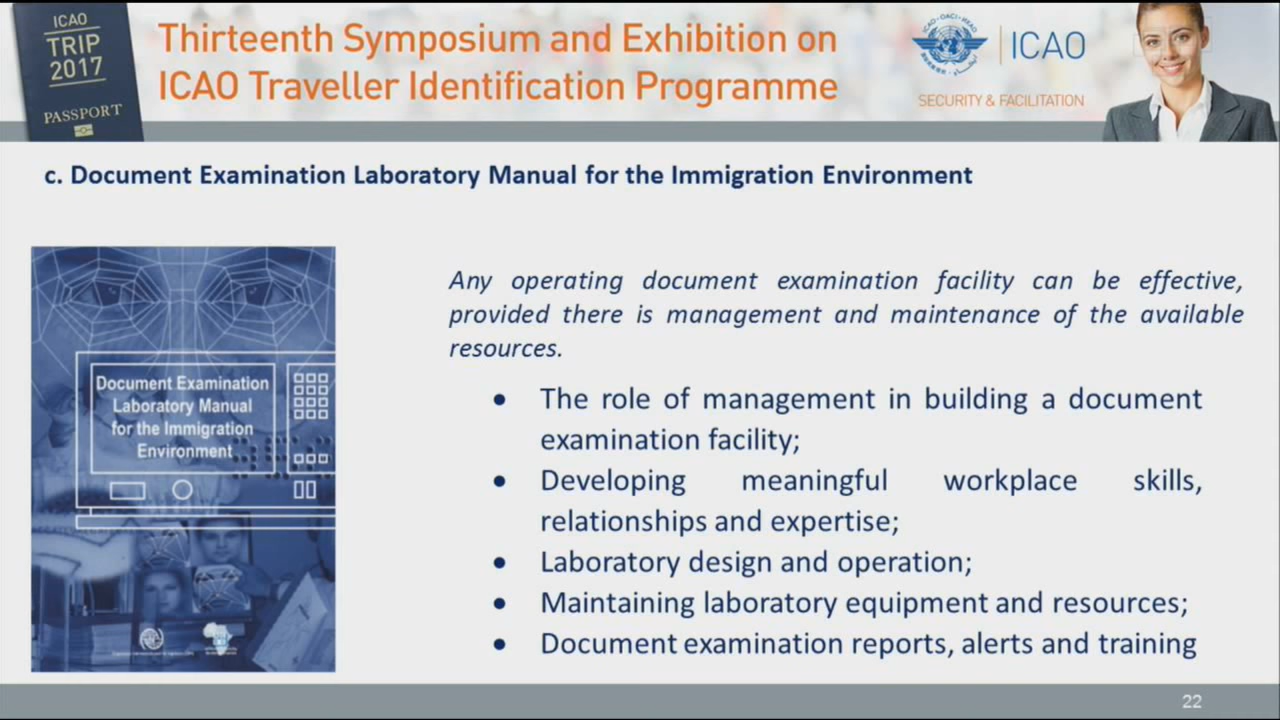 ICAO
TRIP
2017
PASSPORT
Thirteenth Symposium and Exhibition on
ICAO Traveller Identification Programme
ICAO
SECURITY & FACILITATION
c. Document Examination Laboratory Manual for the Immigration Environment
Document Examination
Laboratory Manual
for the Immigration
Environment
Any operating document examination facility can be effective,
provided there is management and maintenance of the available
resources.
• The role of management in building a document
examination facility;
• Developing meaningful workplace skills,
relationships and expertise;
• Laboratory design and operation;
• Maintaining laboratory equipment and resources;
• Document examination reports, alerts and training
22